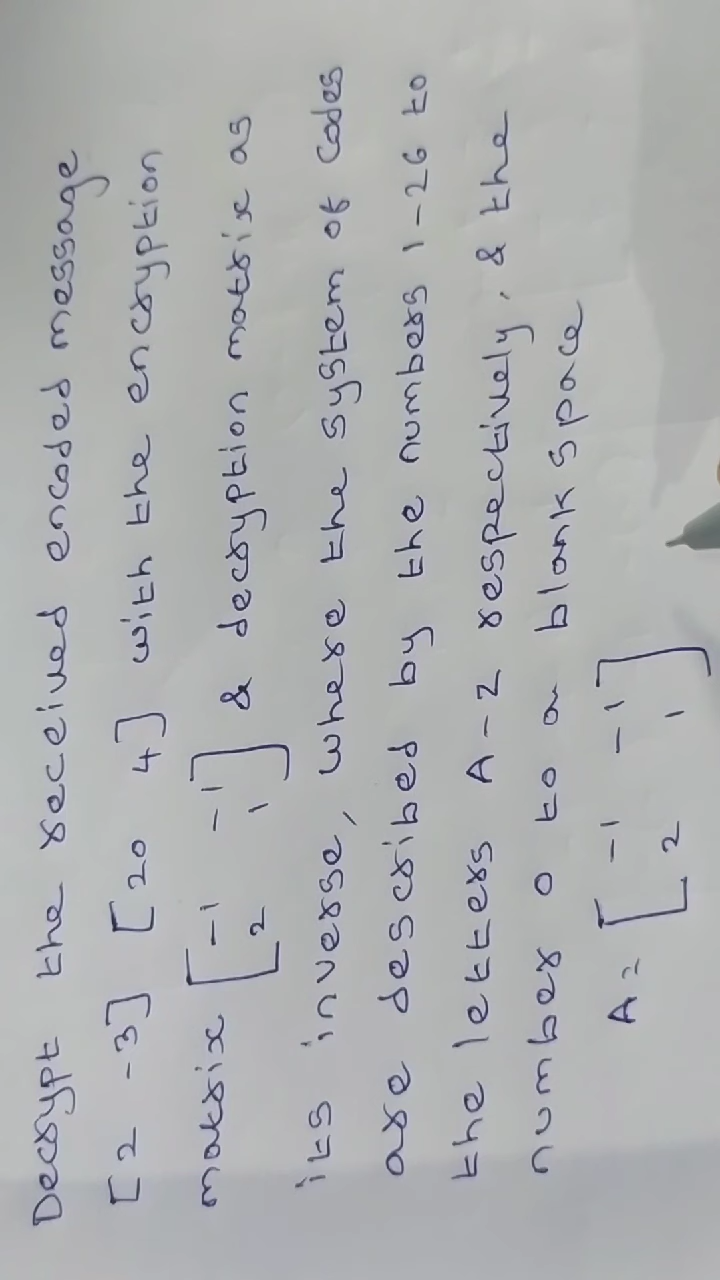 Decrypt the received encoded message
[2 -3] [20 4] with the encryption
matrix [-1 -1
2 1] & decryption matrix as
its inverse, where the system of codes
are described by the numbers 1-26 to
the letters A-Z respectively, & the
number 0 to a blank space
A = [-1 -1
2 1]